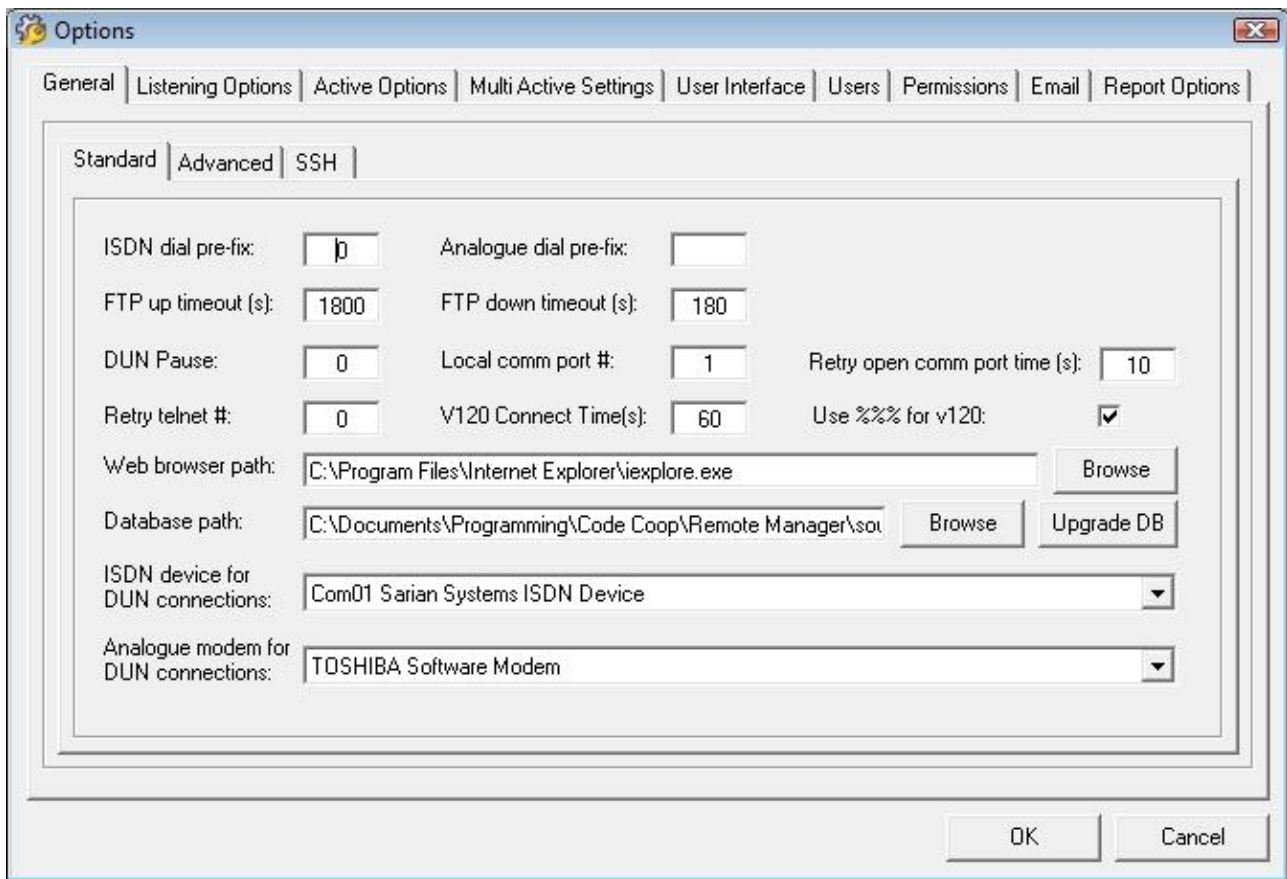 Options
General Listening Options Active Options Multi Active Settings User Interface Users Permissions Email Report Options
Standard Advanced SSH
ISDN dial pre-fix: 0 Analogue dial pre-fix:
FTP up timeout (s): 1800 FTP down timeout (s): 180
DUN Pause: 0 Local comm port #: 1 Retry open comm port time (s): 10
Retry telnet #: 0 V120 Connect Time(s): 60 Use %%% for v120:
Web browser path: C:\Program Files\Internet Explorer\iexplore.exe Browse
Database path: C:\Documents\Programming\Code Coop\Remote Manager\sou Browse Upgrade DB
ISDN device for
DUN connections: Com01 Sarian Systems ISDN Device
Analogue modem for
DUN connections: TOSHIBA Software Modem
OK Cancel